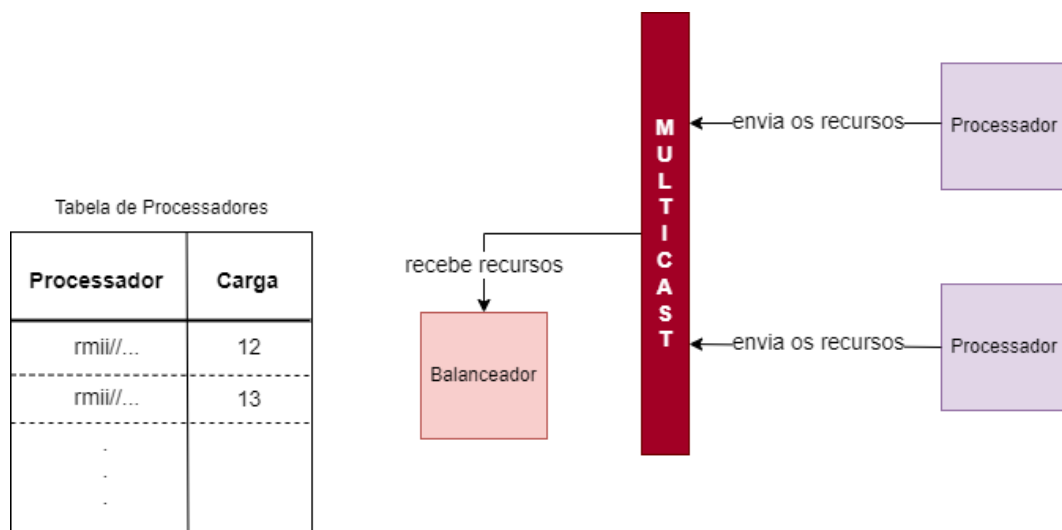 Tabela de Processadores
Processador Carga
rmii//... 12
rmii//... 13
.
.
.
recebe recursos
Balanceador
MULTICAST
envia os recursos
Processador
envia os recursos
Processador